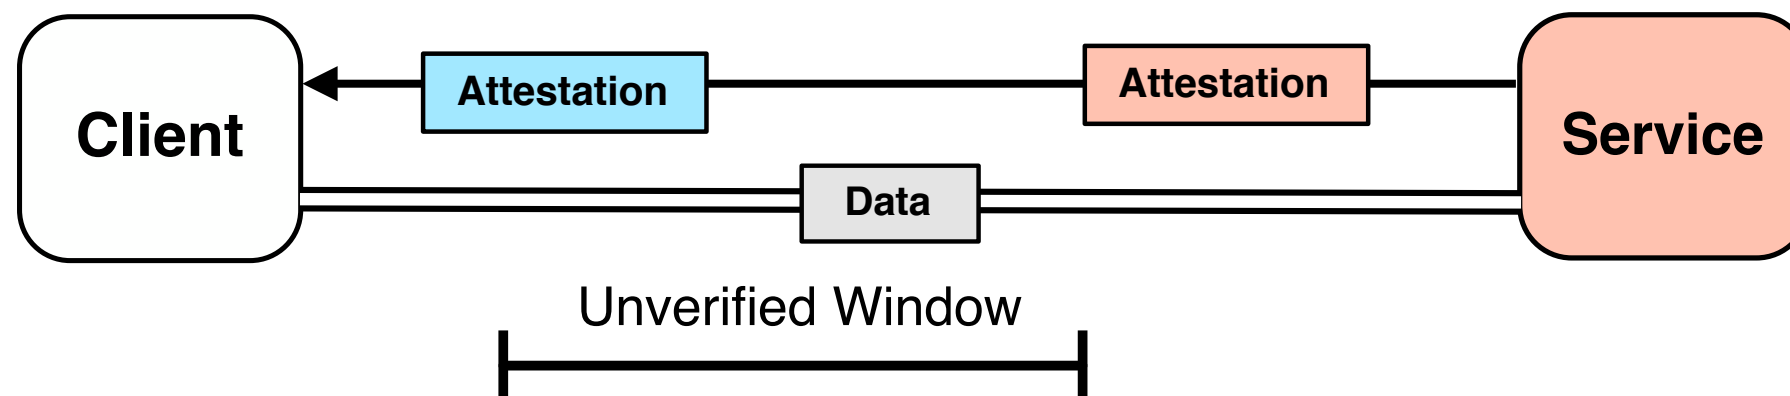 Client
Attestation
Attestation
Service
Data
Unverified Window